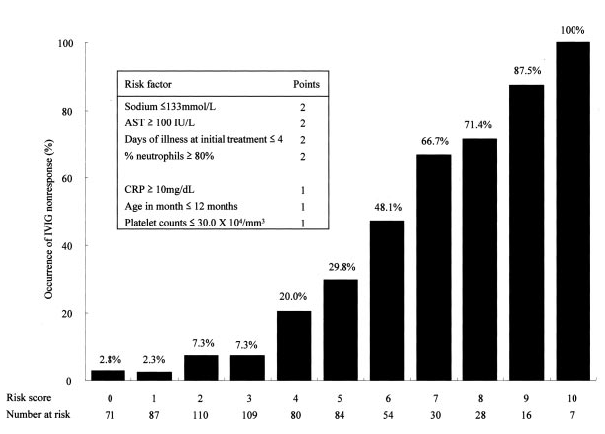 Occurrence of IVIG nonresponse (%)
100
80
60
40
20
0
Risk factor Points
Sodium ≤133mmol/L 2
AST ≥ 100 IU/L 2
Days of illness at initial treatment ≤ 4 2
% neutrophils ≥ 80% 2
CRP ≥ 10mg/dL 1
Age in month ≤ 12 months 1
Platelet counts ≤ 30.0 X 10⁴/mm³ 1
2.8% 2.3% 7.3% 7.3% 20.0% 29.8% 48.1% 66.7% 71.4% 87.5% 100%
Risk score 0 1 2 3 4 5 6 7 8 9 10
Number at risk 71 87 110 109 80 84 54 30 28 16 7